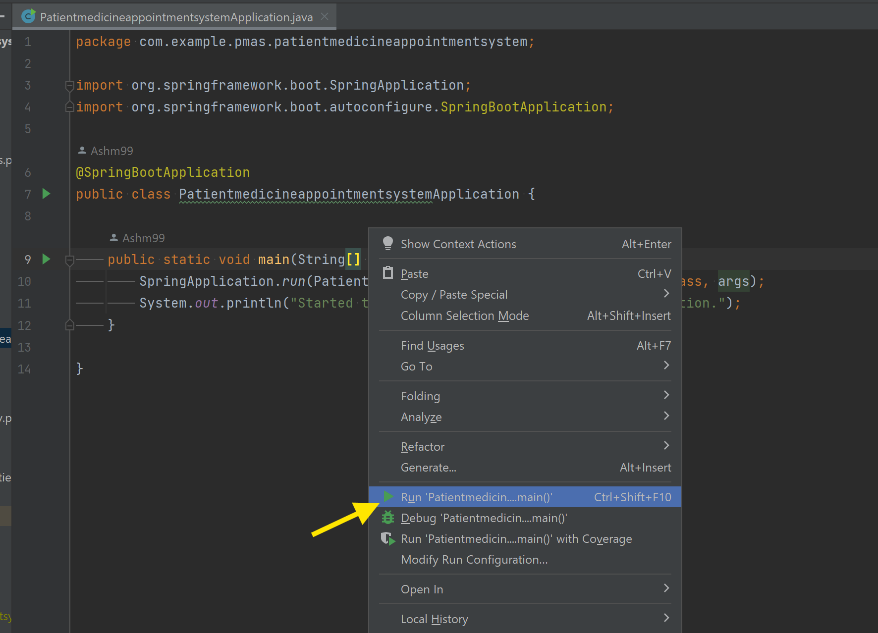 PatientmedicineappointmentsystemApplication.java
1 package com.example.pmas.patientmedicineappointmentsystem;
2
3 import org.springframework.boot.SpringApplication;
4 import org.springframework.boot.autoconfigure.SpringBootApplication;
5
Ashm99
6 @SpringBootApplication
7 public class PatientmedicineappointmentsystemApplication {
8
Ashm99
9 public static void main(String[]
10 SpringApplication.run(Patient ass, args);
11 System.out.println("Started t ion.");
12 }
13
14 }
Show Context Actions Alt+Enter
Paste Ctrl+V
Copy / Paste Special
Column Selection Mode Alt+Shift+Insert
Find Usages Alt+F7
Go To
Folding
Analyze
Refactor
Generate... Alt+Insert
Run 'Patientmedicin....main()' Ctrl+Shift+F10
Debug 'Patientmedicin....main()'
Run 'Patientmedicin....main()' with Coverage
Modify Run Configuration...
Open In
Local History